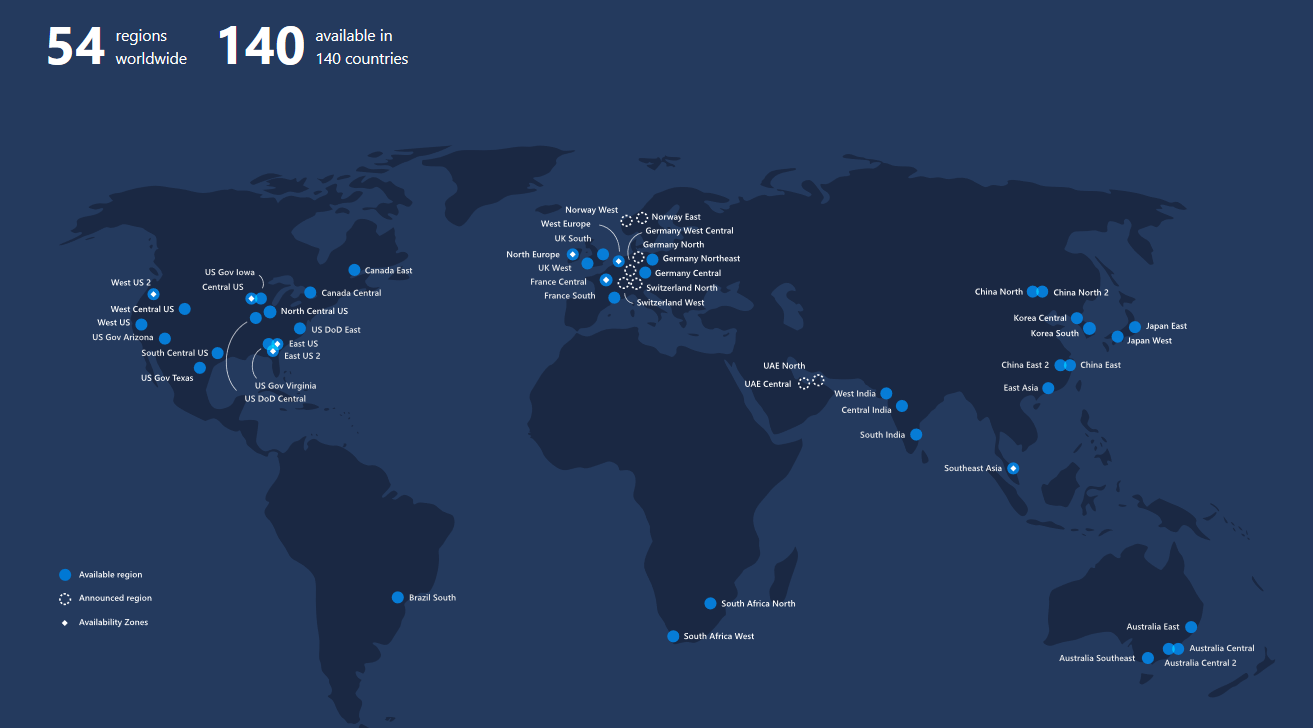 54 regions worldwide
140 available in 140 countries
Norway West
Norway East
West Europe
Germany West Central
UK South
Germany North
North Europe
Germany Northeast
UK West
Germany Central
France Central
Switzerland North
France South
Switzerland West
US Gov Iowa
Canada East
West US 2
Central US
Canada Central
West Central US
North Central US
West US
US DoD East
US Gov Arizona
East US
South Central US
East US 2
US Gov Texas
US Gov Virginia
US DoD Central
China North
China North 2
Korea Central
Japan East
Korea South
Japan West
UAE North
China East 2
China East
UAE Central
East Asia
West India
Central India
South India
Southeast Asia
Available region
Announced region
Availability Zones
Brazil South
South Africa North
South Africa West
Australia East
Australia Central
Australia Southeast
Australia Central 2